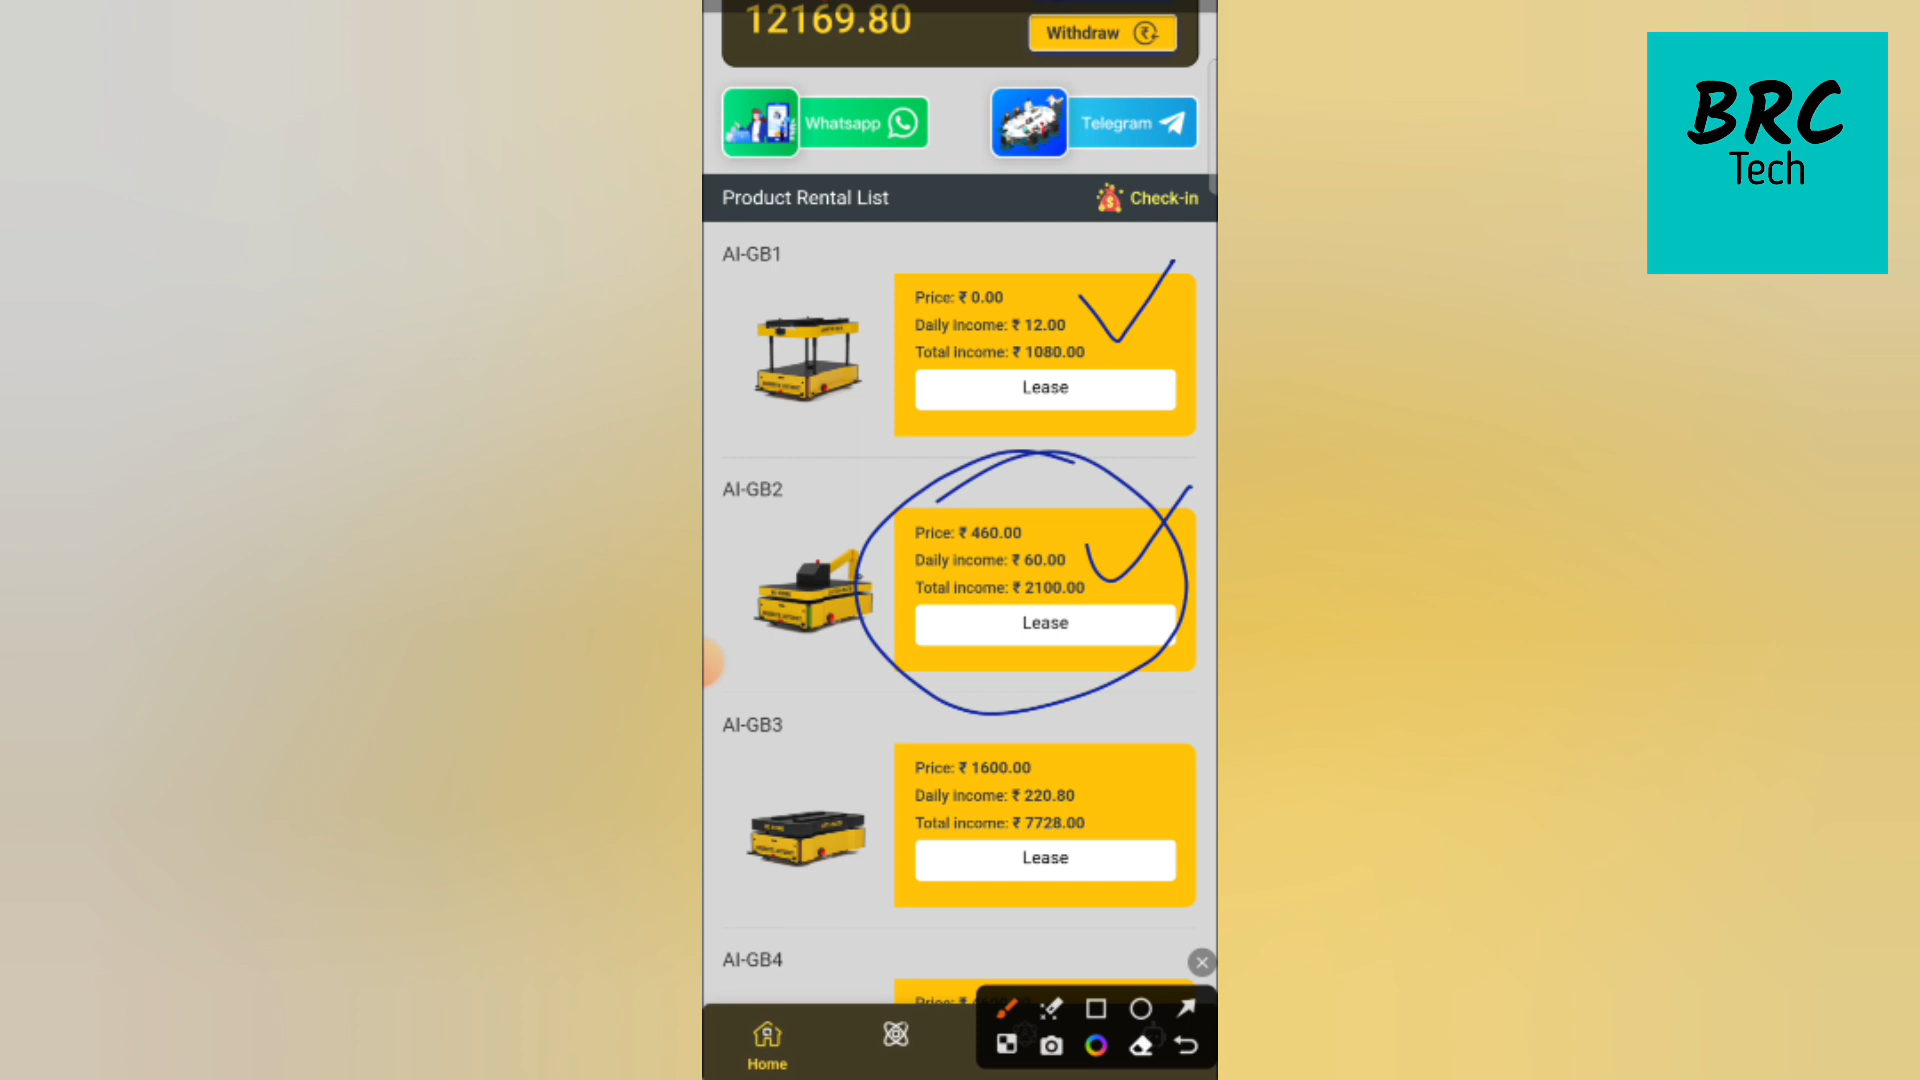 12169.80
Withdraw
BRC
Tech
Whatsapp
Telegram
Product Rental List
Check-in
AI-GB1
Price: ₹ 0.00
Daily income: ₹ 12.00
Total income: ₹ 1080.00
Lease
AI-GB2
Price: ₹ 460.00
Daily income: ₹ 60.00
Total income: ₹ 2100.00
Lease
AI-GB3
Price: ₹ 1600.00
Daily income: ₹ 220.80
Total income: ₹ 7728.00
Lease
AI-GB4
Price: ₹
Home